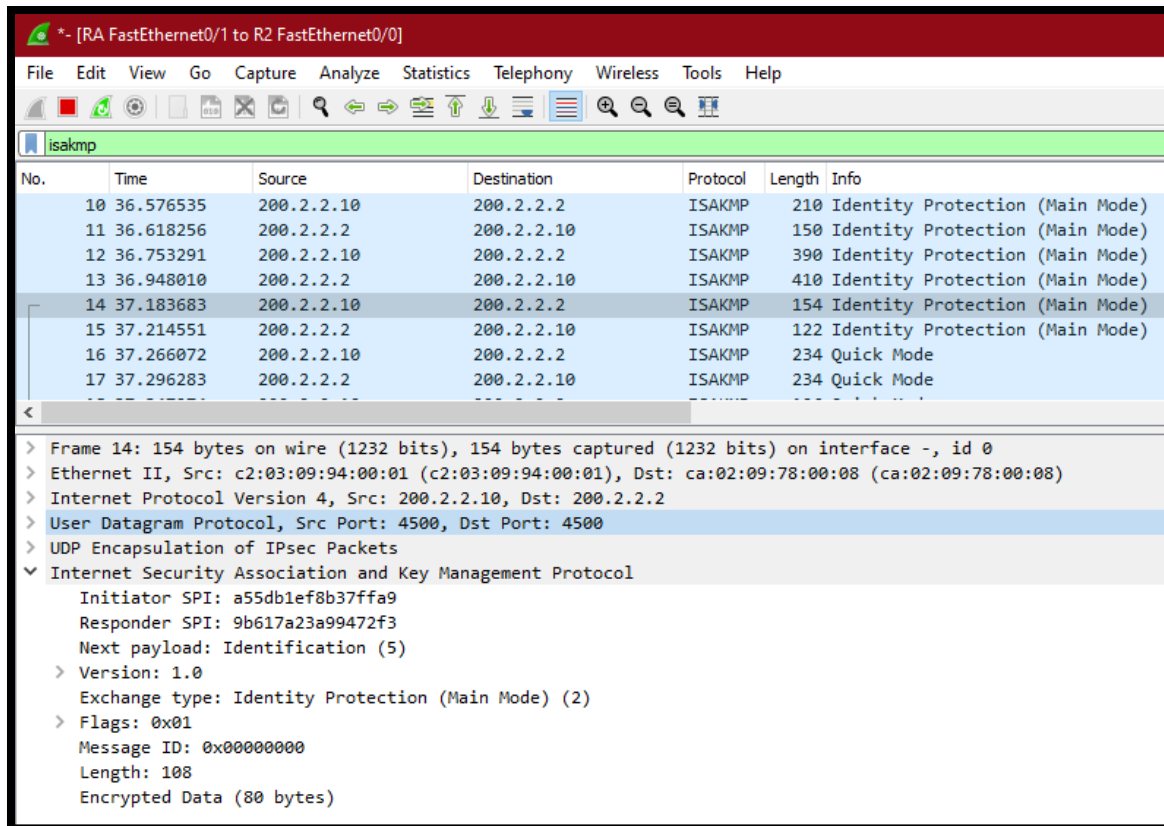 *- [RA FastEthernet0/1 to R2 FastEthernet0/0]
File Edit View Go Capture Analyze Statistics Telephony Wireless Tools Help
isakmp
No. Time Source Destination Protocol Length Info
10 36.576535 200.2.2.10 200.2.2.2 ISAKMP 210 Identity Protection (Main Mode)
11 36.618256 200.2.2.2 200.2.2.10 ISAKMP 150 Identity Protection (Main Mode)
12 36.753291 200.2.2.10 200.2.2.2 ISAKMP 390 Identity Protection (Main Mode)
13 36.948010 200.2.2.2 200.2.2.10 ISAKMP 410 Identity Protection (Main Mode)
14 37.183683 200.2.2.10 200.2.2.2 ISAKMP 154 Identity Protection (Main Mode)
15 37.214551 200.2.2.2 200.2.2.10 ISAKMP 122 Identity Protection (Main Mode)
16 37.266072 200.2.2.10 200.2.2.2 ISAKMP 234 Quick Mode
17 37.296283 200.2.2.2 200.2.2.10 ISAKMP 234 Quick Mode
Frame 14: 154 bytes on wire (1232 bits), 154 bytes captured (1232 bits) on interface -, id 0
Ethernet II, Src: c2:03:09:94:00:01 (c2:03:09:94:00:01), Dst: ca:02:09:78:00:08 (ca:02:09:78:00:08)
Internet Protocol Version 4, Src: 200.2.2.10, Dst: 200.2.2.2
User Datagram Protocol, Src Port: 4500, Dst Port: 4500
UDP Encapsulation of IPsec Packets
Internet Security Association and Key Management Protocol
Initiator SPI: a55db1ef8b37ffa9
Responder SPI: 9b617a23a99472f3
Next payload: Identification (5)
Version: 1.0
Exchange type: Identity Protection (Main Mode) (2)
Flags: 0x01
Message ID: 0x00000000
Length: 108
Encrypted Data (80 bytes)